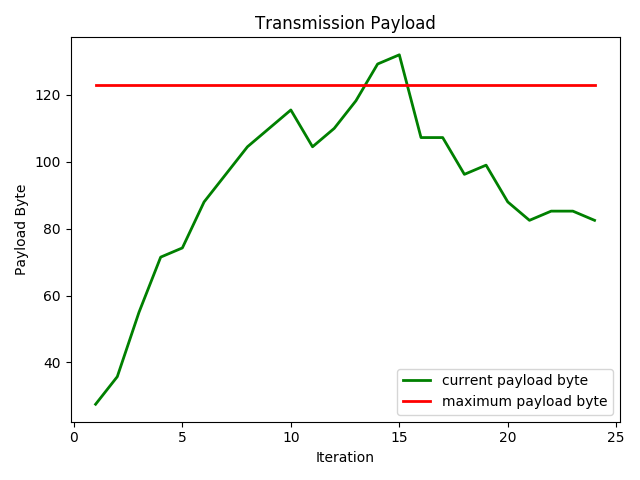 Transmission Payload
Payload Byte
120
100
80
60
40
0
5
10
15
20
25
Iteration
current payload byte
maximum payload byte